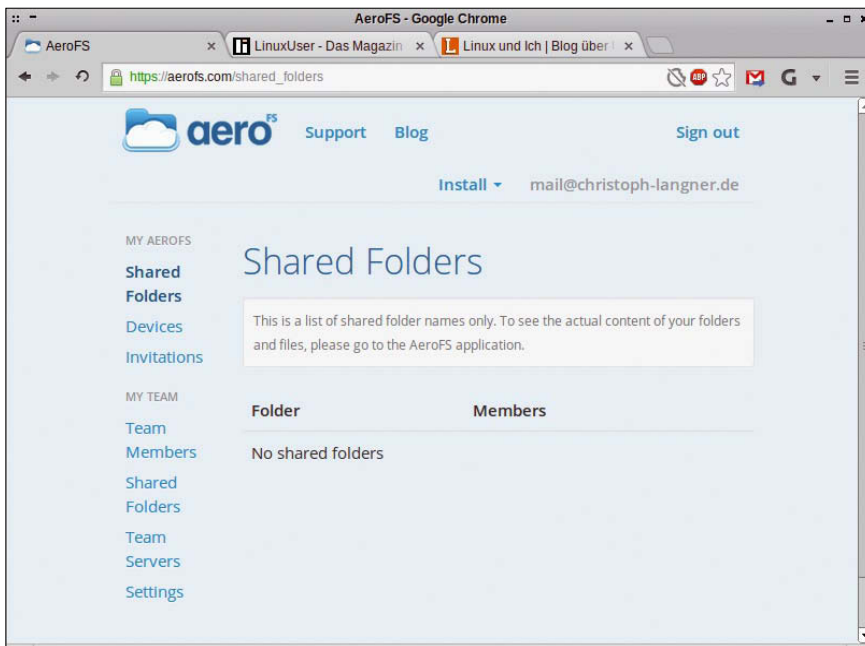 AeroFS - Google Chrome
AeroFS
LinuxUser - Das Magazin
Linux und Ich | Blog über
https://aerofs.com/shared_folders
ABP
G
aeroFS
Support
Blog
Sign out
Install
mail@christoph-langner.de
MY AEROFS
Shared
Folders
Devices
Invitations
MY TEAM
Team
Members
Shared
Folders
Team
Servers
Settings
Shared Folders
This is a list of shared folder names only. To see the actual content of your folders
and files, please go to the AeroFS application.
Folder Members
No shared folders